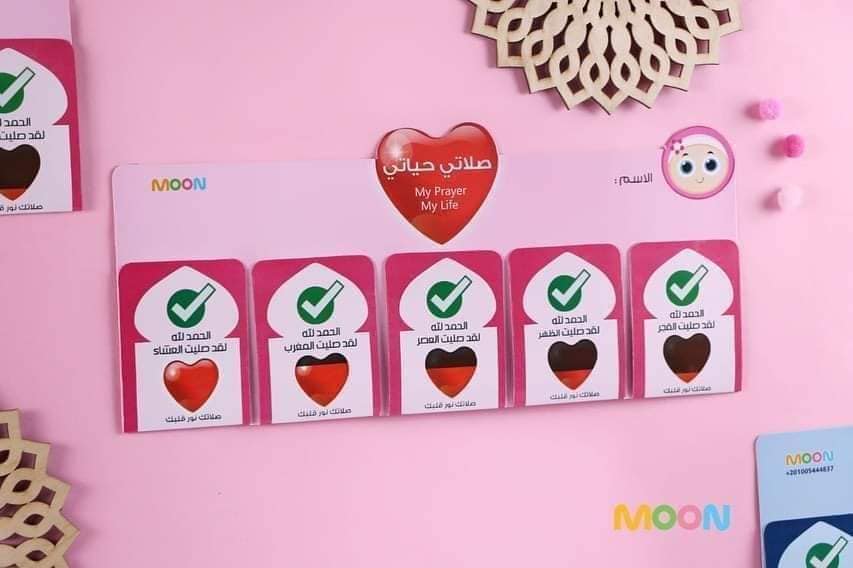 MOON
صلاتي حياتي
My Prayer
My Life
الاسم:
الحمد لله
لقد صليت الفجر
صلاتك نور قلبك
الحمد لله
لقد صليت الظهر
صلاتك نور قلبك
الحمد لله
لقد صليت العصر
صلاتك نور قلبك
الحمد لله
لقد صليت المغرب
صلاتك نور قلبك
الحمد لله
لقد صليت العشاء
صلاتك نور قلبك
الحمد
لقد صليت
صلاتك نور قلبك
MOON
+201005444837
MOON